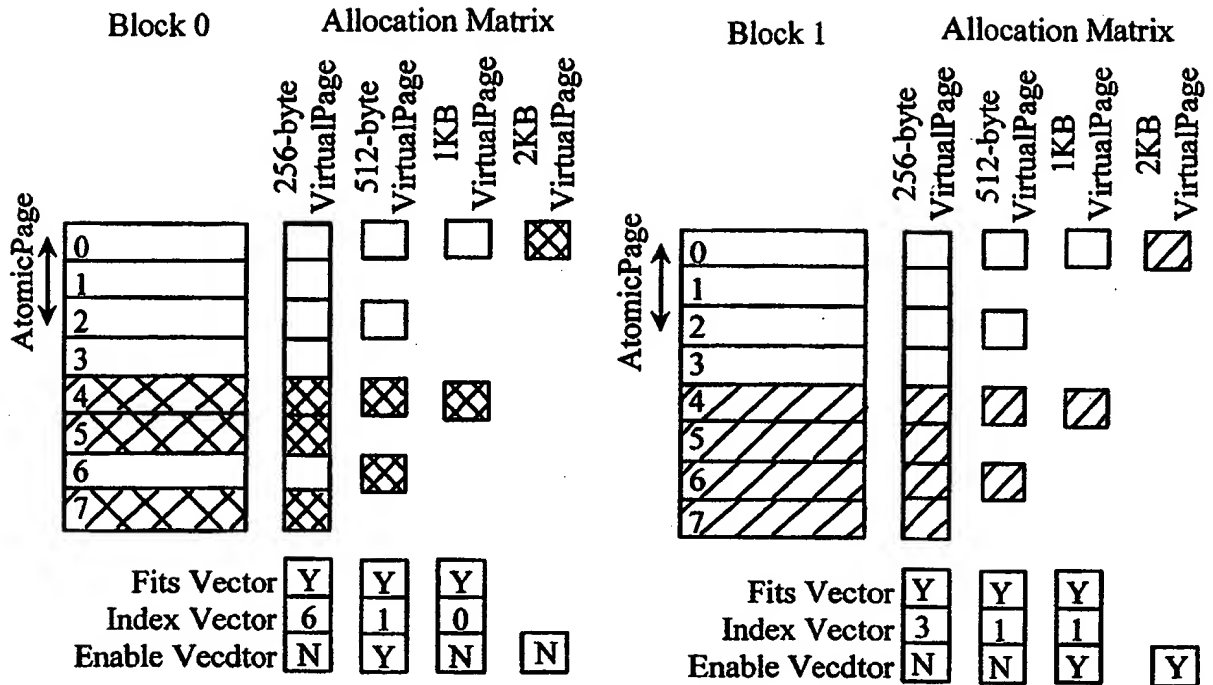 Block 0
Allocation Matrix
256-byte
VirtualPage
512-byte
VirtualPage
1KB
VirtualPage
2KB
VirtualPage
AtomicPage
0
1
2
3
4
5
6
7
Fits Vector Y Y Y
Index Vector 6 1 0
Enable Vecdtor N Y N N
Block 1
Allocation Matrix
256-byte
VirtualPage
512-byte
VirtualPage
1KB
VirtualPage
2KB
VirtualPage
AtomicPage
0
1
2
3
4
5
6
7
Fits Vector Y Y Y
Index Vector 3 1 1
Enable Vecdtor N N Y Y